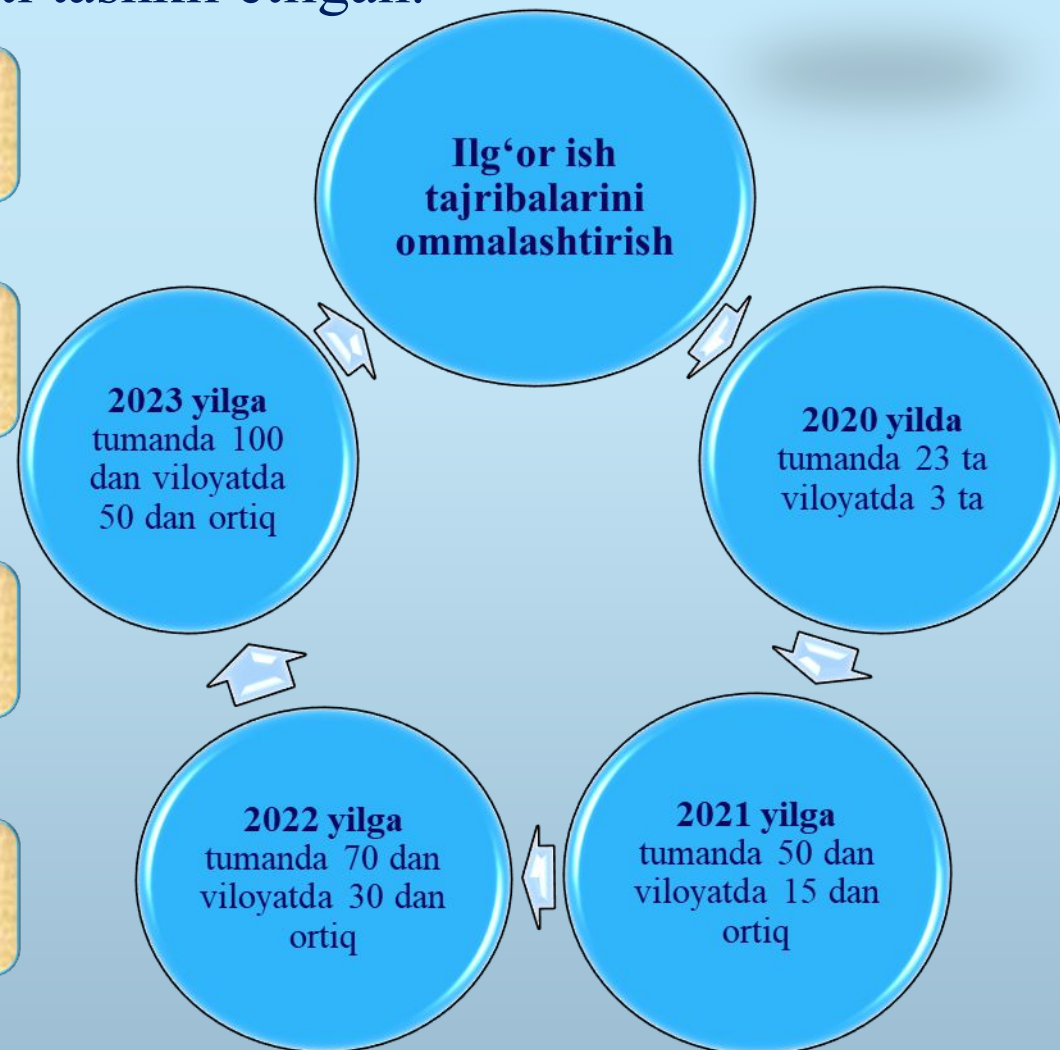 etilgan.
Ilg‘or ish
tajribalarini
ommalashtirish
2020 yilda
tumanda 23 ta
viloyatda 3 ta
2021 yilga
tumanda 50 dan
viloyatda 15 dan
ortiq
2022 yilga
tumanda 70 dan
viloyatda 30 dan
ortiq
2023 yilga
tumanda 100
dan viloyatda
50 dan ortiq